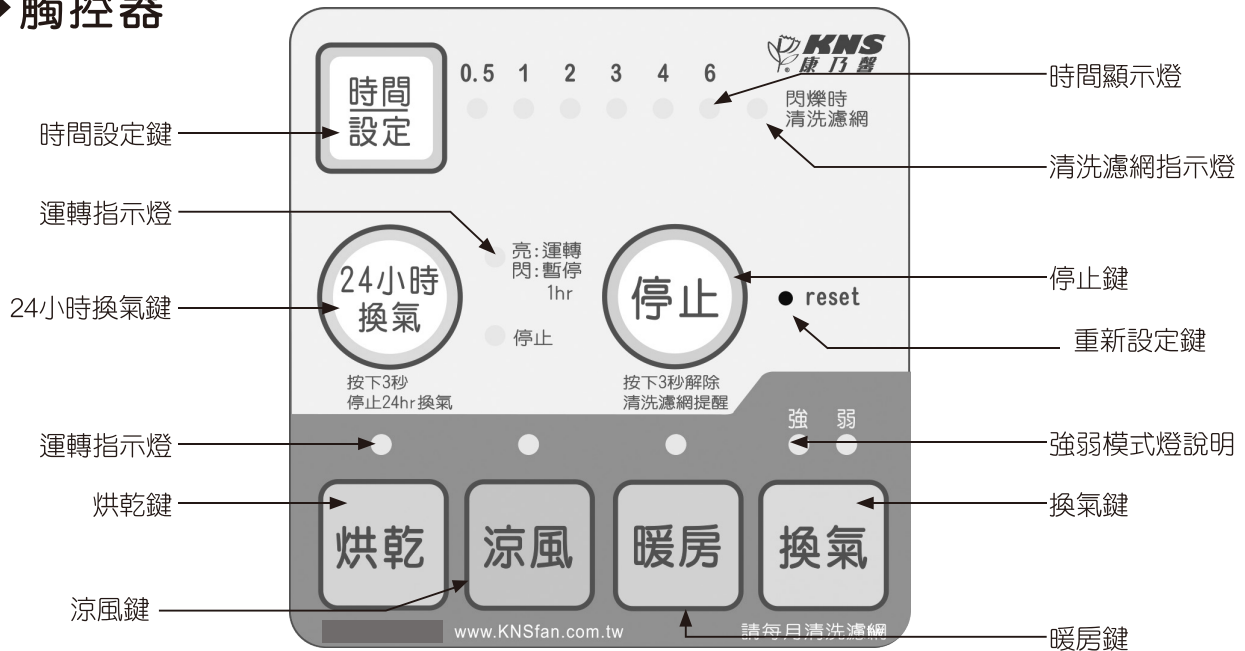 觸控器
時間
設定
0.5 1 2 3 4 6
KNS
康乃馨
閃爍時
清洗濾網
時間顯示燈
時間設定鍵
清洗濾網指示燈
運轉指示燈
亮:運轉
閃:暫停
1hr
停止
24小時
換氣
停止
reset
停止鍵
24小時換氣鍵
重新設定鍵
按下3秒
停止24hr換氣
按下3秒解除
清洗濾網提醒
強 弱
運轉指示燈
強弱模式燈說明
烘乾鍵
換氣鍵
烘乾
涼風
暖房
換氣
涼風鍵
www.KNSfan.com.tw
請每月清洗濾網
暖房鍵